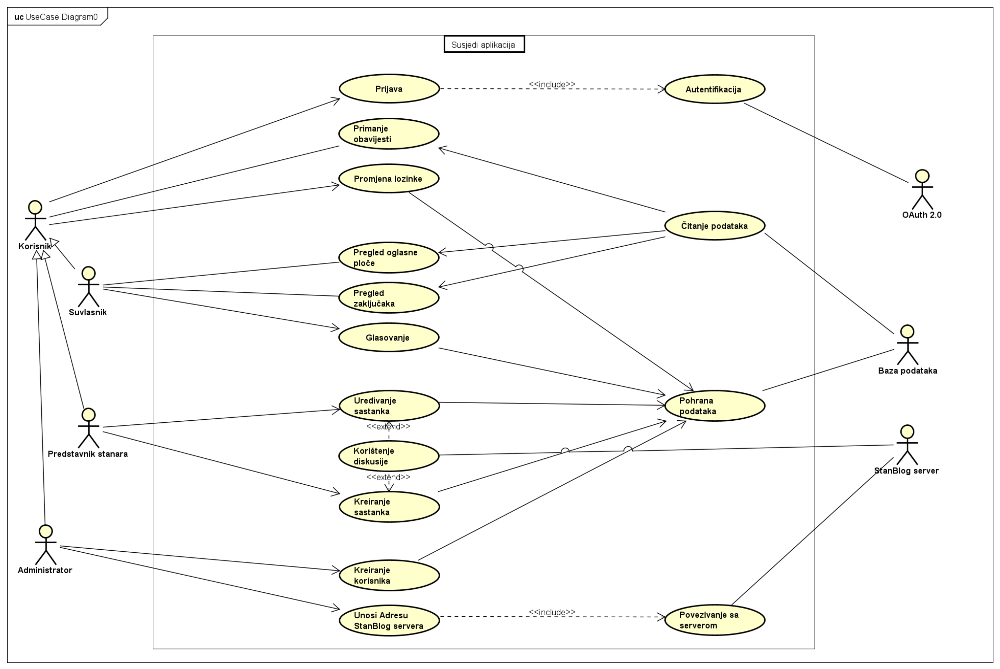 uc UseCase Diagram0
Susjedi aplikacija
Prijava
<<include>>
Autentifikacija
Primanje
obavijesti
Promjena lozinke
OAuth 2.0
Čitanje podataka
Korisnik
Pregled oglasne
ploče
Suvlasnik
Pregled
zaključaka
Glasovanje
Baza podataka
Uređivanje
sastanka
Pohrana
podataka
<<extend>>
Predstavnik stanara
Korištenje
diskusije
StanBlog server
<<extend>>
Kreiranje
sastanka
Administrator
Kreiranje
korisnika
Unosi Adresu
StanBlog servera
<<include>>
Povezivanje sa
serverom